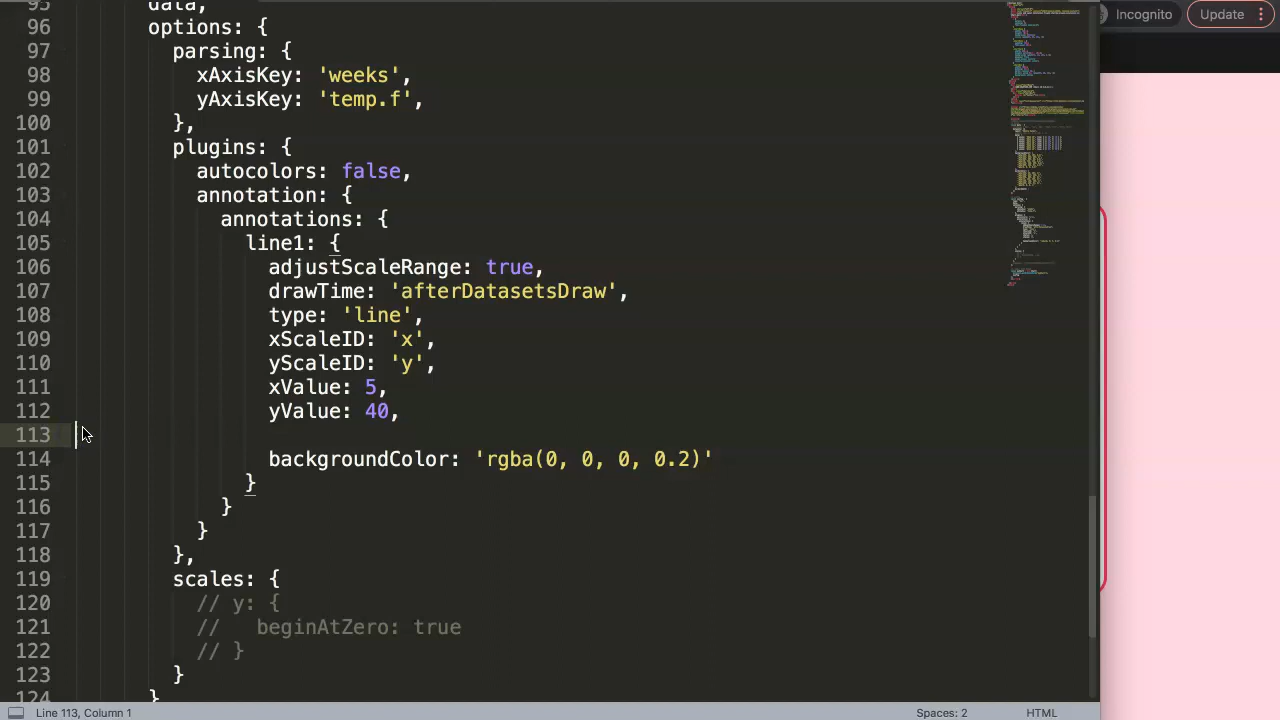 95 data,
96 options: {
97 parsing: {
98 xAxisKey: 'weeks',
99 yAxisKey: 'temp.f',
100 },
101 plugins: {
102 autocolors: false,
103 annotation: {
104 annotations: {
105 line1: {
106 adjustScaleRange: true,
107 drawTime: 'afterDatasetsDraw',
108 type: 'line',
109 xScaleID: 'x',
110 yScaleID: 'y',
111 xValue: 5,
112 yValue: 40,
113
114 backgroundColor: 'rgba(0, 0, 0, 0.2)'
115 }
116 }
117 }
118 },
119 scales: {
120 // y: {
121 // beginAtZero: true
122 // }
123 }
124 }
Line 113, Column 1
Spaces: 2
HTML
Incognito
Update